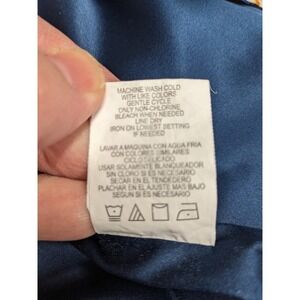 MACHINE WASH COLD
WITH LIKE COLORS
GENTLE CYCLE
ONLY NON-CHLORINE
BLEACH WHEN NEEDED
LINE DRY
IRON ON LOWEST SETTING
IF NEEDED
LAVAR A MAQUINA CON AGUA FRIA
CON COLORES SIMILARES
CICLO DELICADO
USAR SOLAMENTE BLANQUEADOR
SIN CLORO SI ES NECESARIO
SECAR EN EL TENDEDERO
PLACHAR EN EL AJUSTE MAS BAJO
SEGUN SI ES NECESARIO